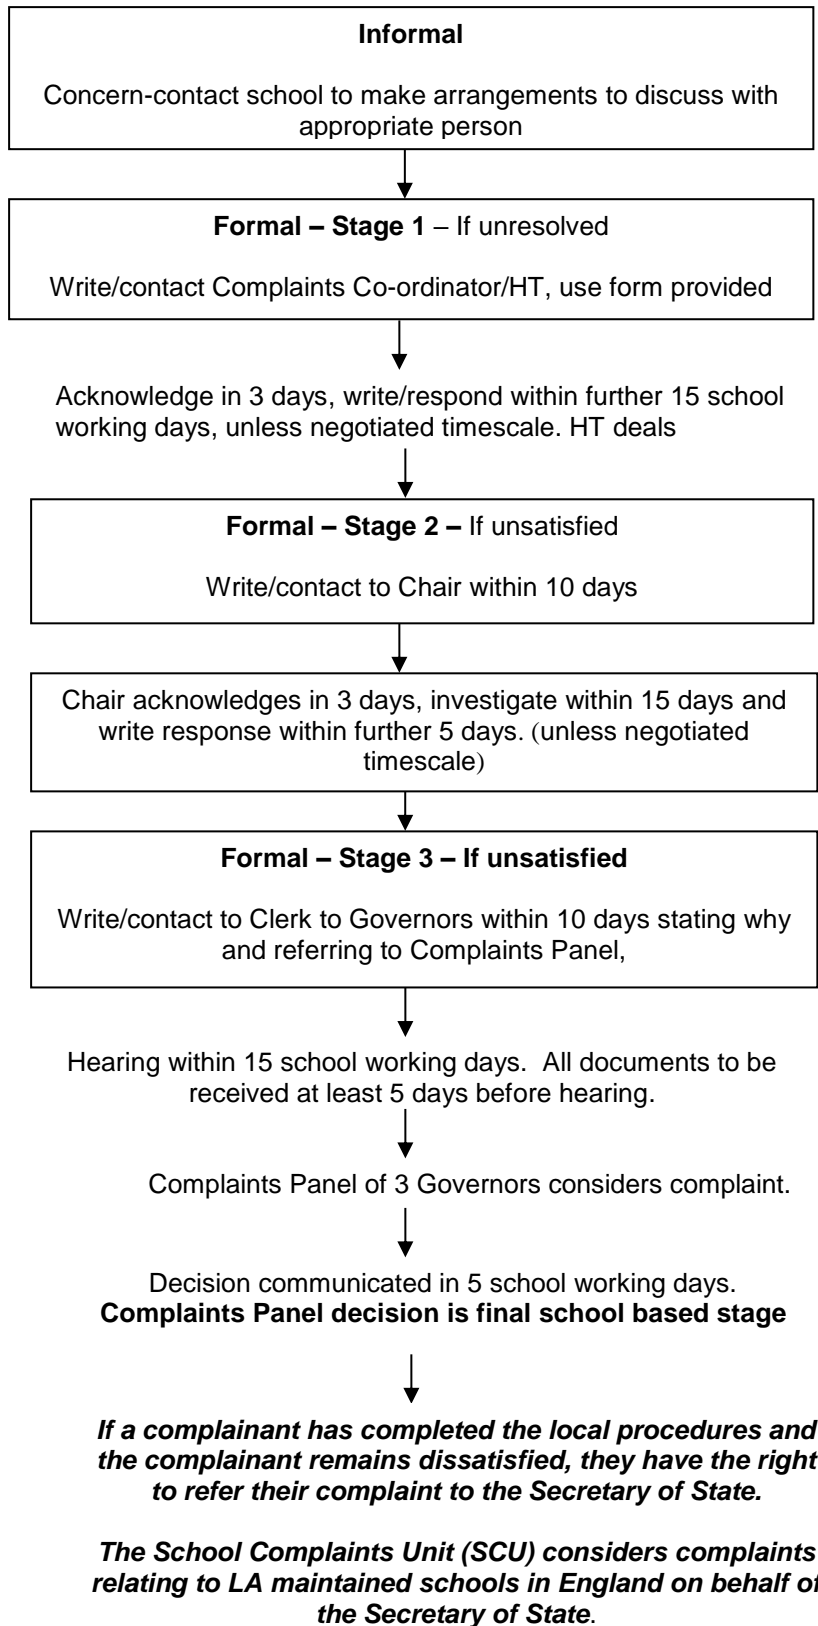 Informal
Concern-contact school to make arrangements to discuss with
appropriate person
Formal – Stage 1 – If unresolved
Write/contact Complaints Co-ordinator/HT, use form provided
Acknowledge in 3 days, write/respond within further 15 school
working days, unless negotiated timescale. HT deals
Formal – Stage 2 – If unsatisfied
Write/contact to Chair within 10 days
Chair acknowledges in 3 days, investigate within 15 days and
write response within further 5 days. (unless negotiated
timescale)
Formal – Stage 3 – If unsatisfied
Write/contact to Clerk to Governors within 10 days stating why
and referring to Complaints Panel,
Hearing within 15 school working days.  All documents to be
received at least 5 days before hearing.
Complaints Panel of 3 Governors considers complaint.
Decision communicated in 5 school working days.
Complaints Panel decision is final school based stage
If a complainant has completed the local procedures and
the complainant remains dissatisfied, they have the right
to refer their complaint to the Secretary of State.
The School Complaints Unit (SCU) considers complaints
relating to LA maintained schools in England on behalf of
the Secretary of State.